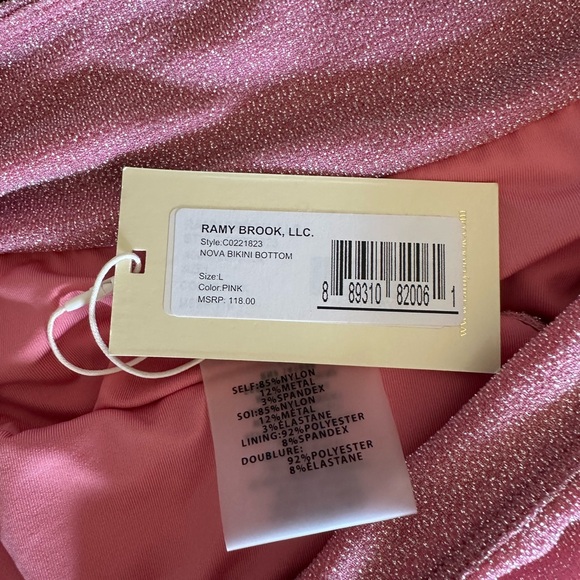 RAMY BROOK, LLC.
Style:C0221823
NOVA BIKINI BOTTOM
Size:L
Color:PINK
MSRP: 118.00
8 89310 82006 1
SELF:85%NYLON
12%METAL
3%SPANDEX
SOI:85%NYLON
12%METAL
3%ÉLASTANE
LINING:92%POLYESTER
8%SPANDEX
DOUBLURE:
92%POLYESTER
8%ÉLASTANE